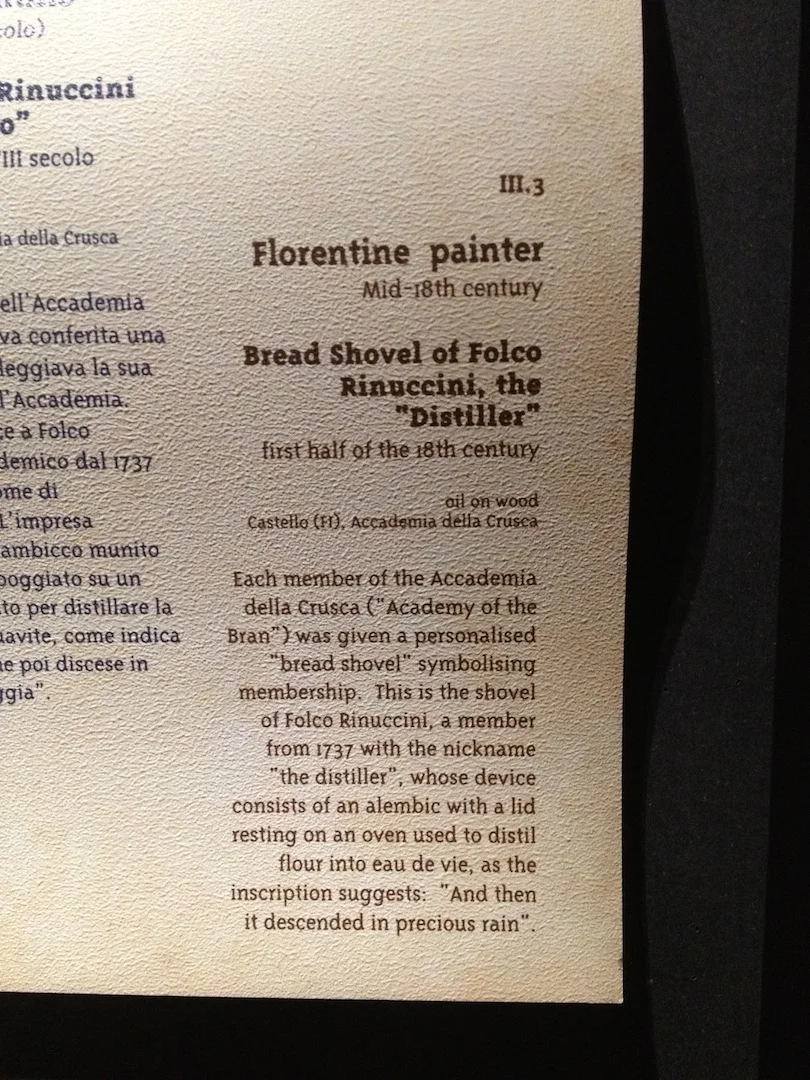 colo)
Rinuccini
o"
III secolo
ia della Crusca
ell'Accademia
va conferita una
leggiava la sua
l'Accademia.
te a Folco
demico dal 1737
ome di
L'impresa
ambicco munito
poggiato su un
to per distillare la
uavite, come indica
ne poi discese in
ggia".
III.3
Florentine painter
Mid-18th century
Bread Shovel of Folco
Rinuccini, the
"Distiller"
first half of the 18th century
oil on wood
Castello (FI), Accademia della Crusca
Each member of the Accademia
della Crusca ("Academy of the
Bran") was given a personalised
"bread shovel" symbolising
membership. This is the shovel
of Folco Rinuccini, a member
from 1737 with the nickname
"the distiller", whose device
consists of an alembic with a lid
resting on an oven used to distil
flour into eau de vie, as the
inscription suggests: "And then
it descended in precious rain".